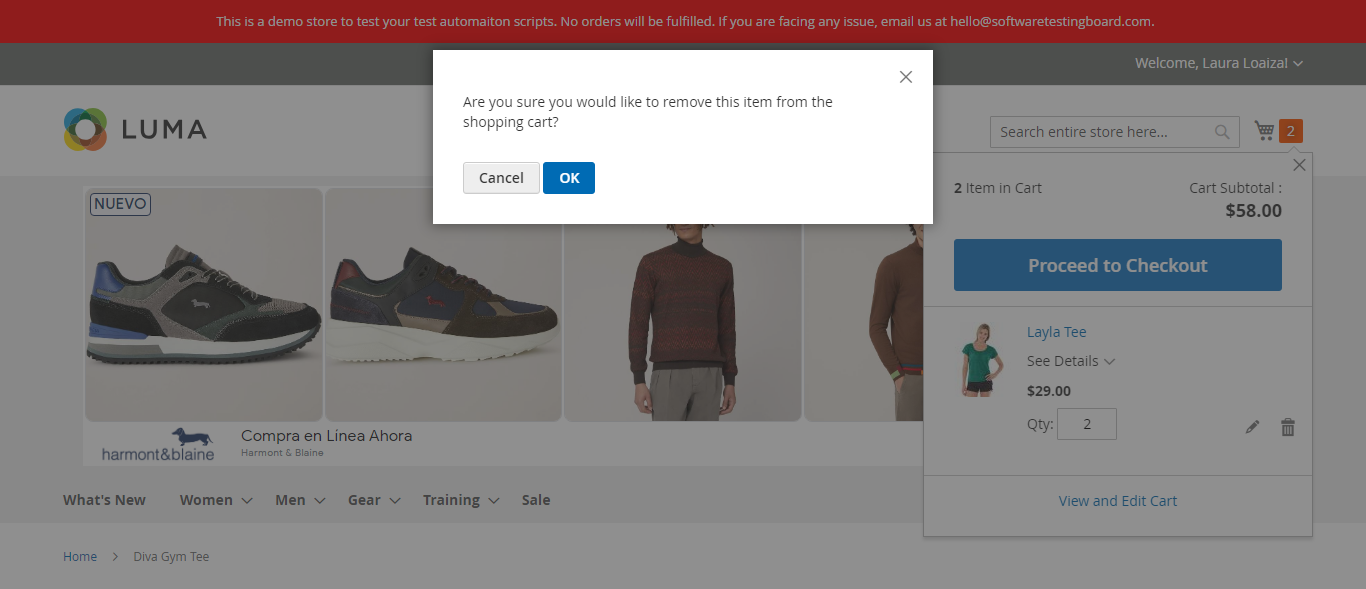 This is a demo store to test your test automaiton scripts. No orders will be fulfilled. If you are facing any issue, email us at hello@softwaretestingboard.com.
Welcome, Laura Loaizal
Are you sure you would like to remove this item from the
shopping cart?
Cancel OK
LUMA
Search entire store here...
2
2 Item in Cart
Cart Subtotal :
$58.00
Proceed to Checkout
Layla Tee
See Details
$29.00
Qty: 2
View and Edit Cart
NUEVO
harmont&blaine
Compra en Línea Ahora
Harmont & Blaine
What's New Women Men Gear Training Sale
Home Diva Gym Tee